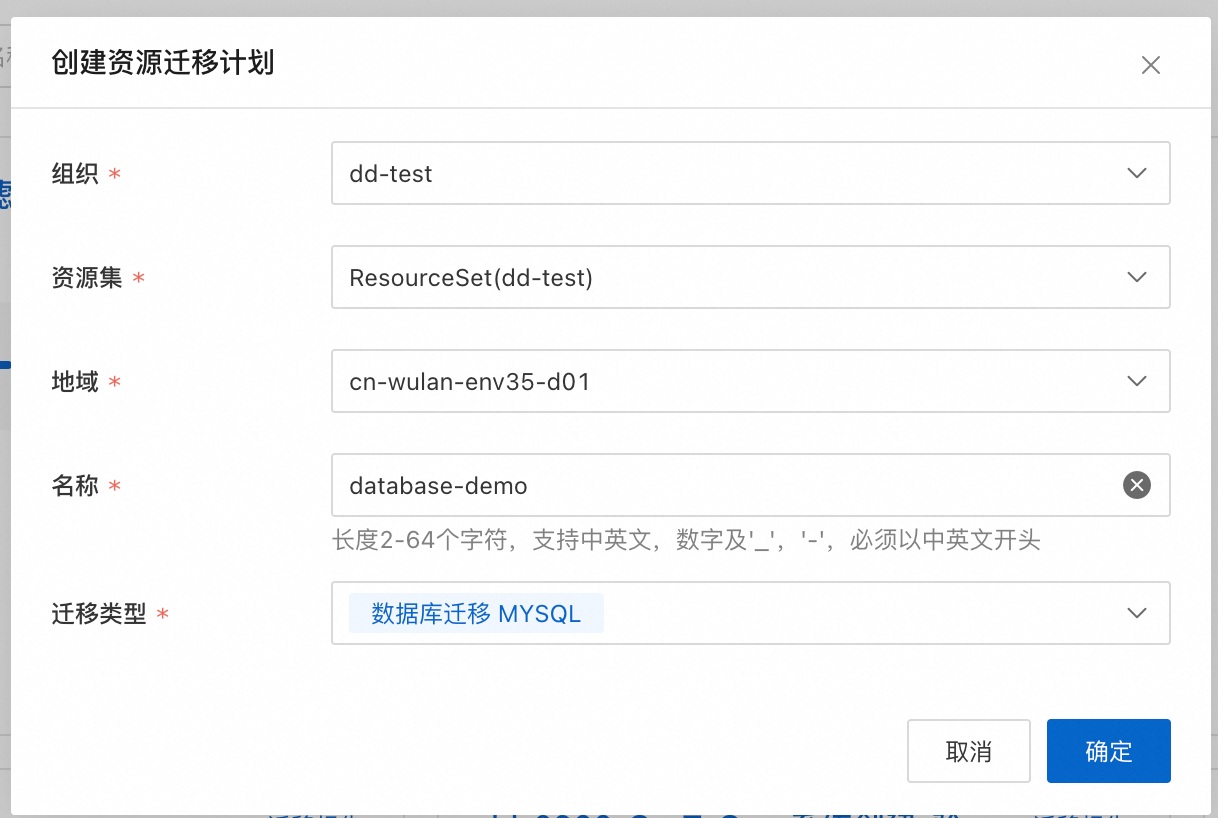 创建资源迁移计划
组织 *
dd-test
资源集 *
ResourceSet(dd-test)
地域 *
cn-wulan-env35-d01
名称 *
database-demo
长度2-64个字符，支持中英文，数字及'_'，'-'，必须以中英文开头
迁移类型 *
数据库迁移 MYSQL
取消
确定